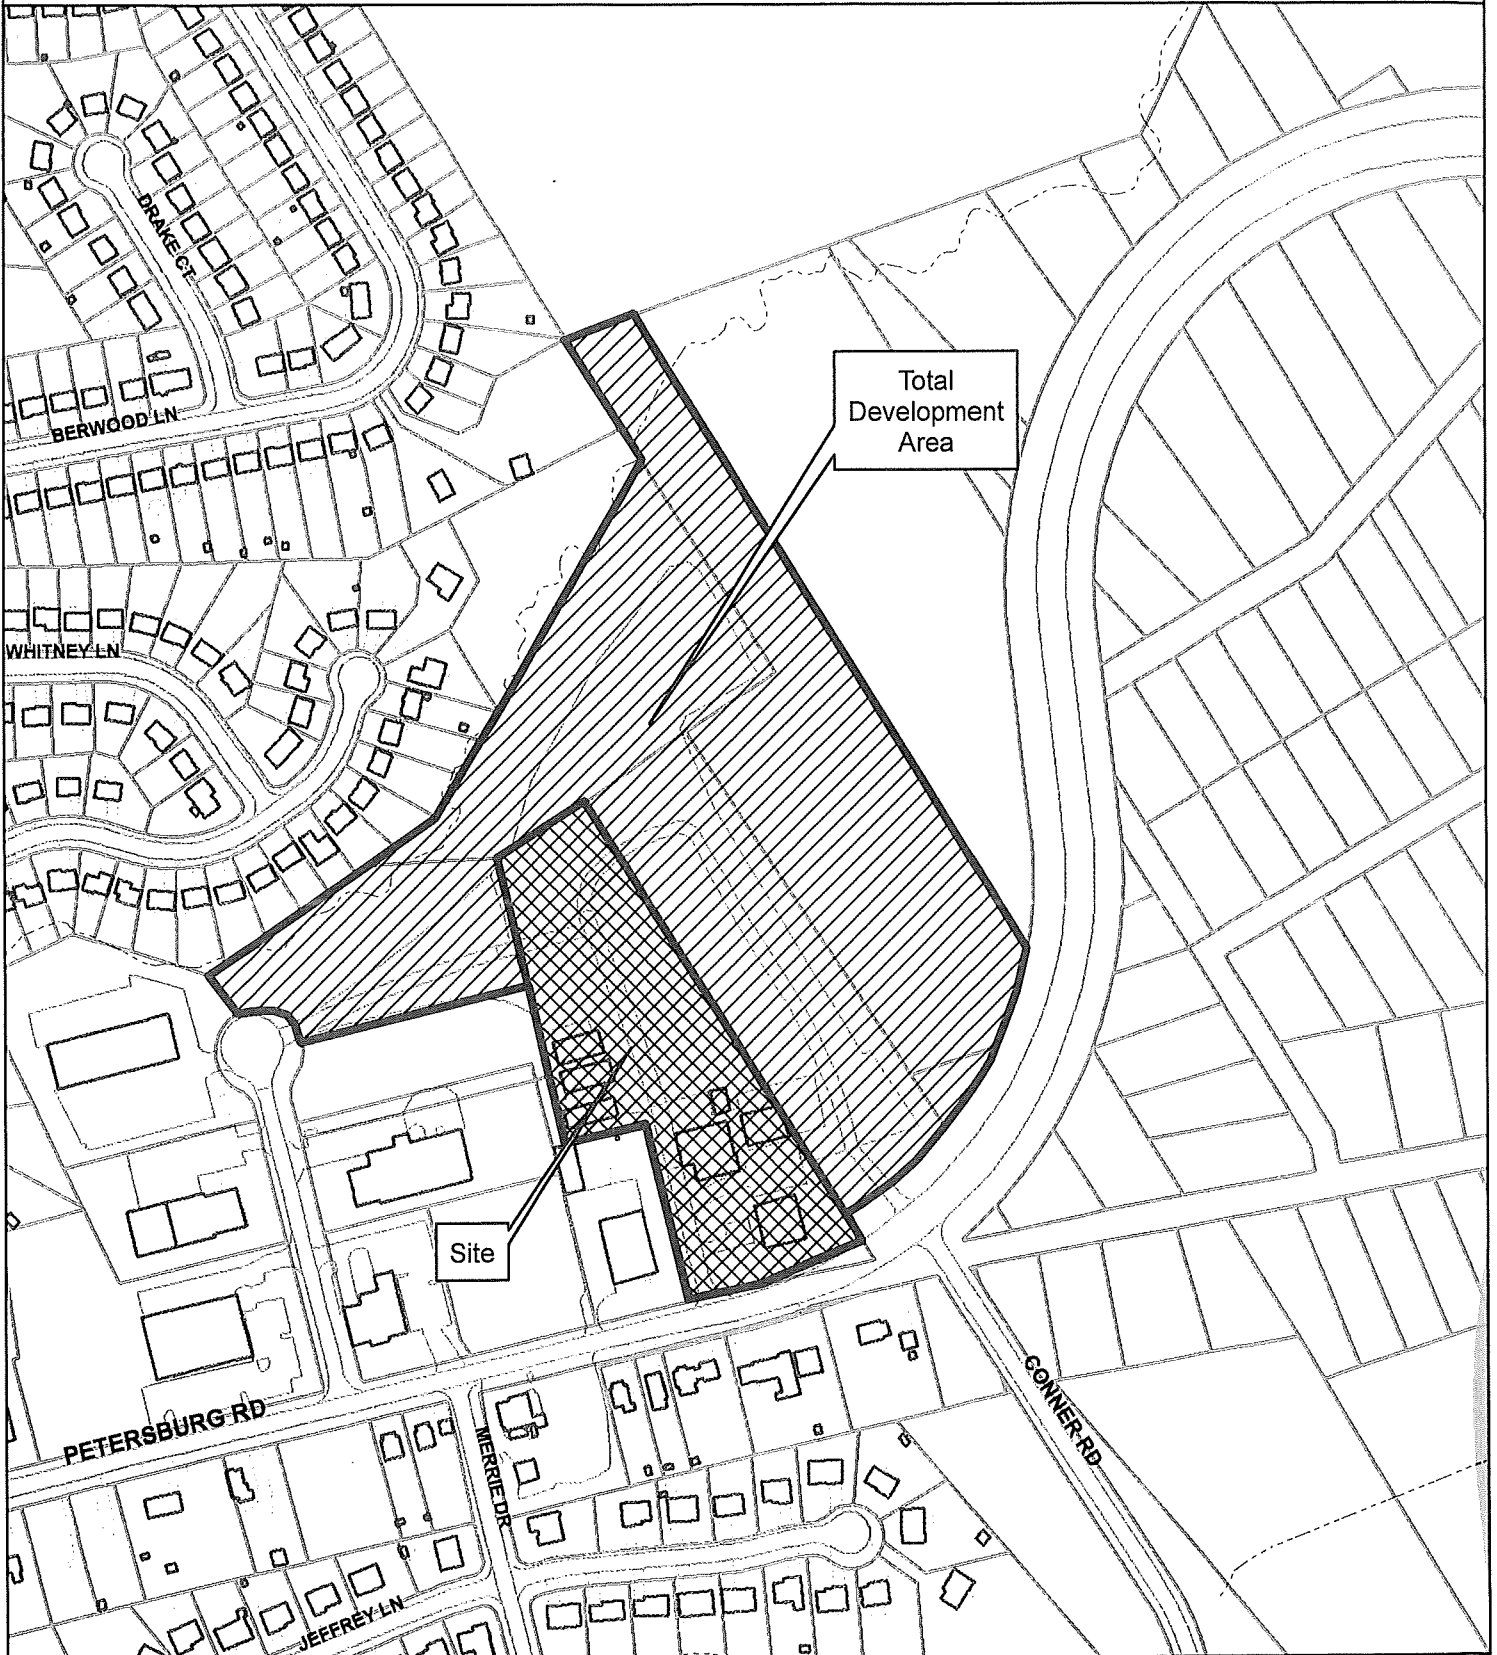 DRAKE CT
Total
Development
Area
BERWOOD LN
WHITNEY LN
Site
PETERSBURG RD
MERRIE DR
CONNER RD
JEFFREY LN